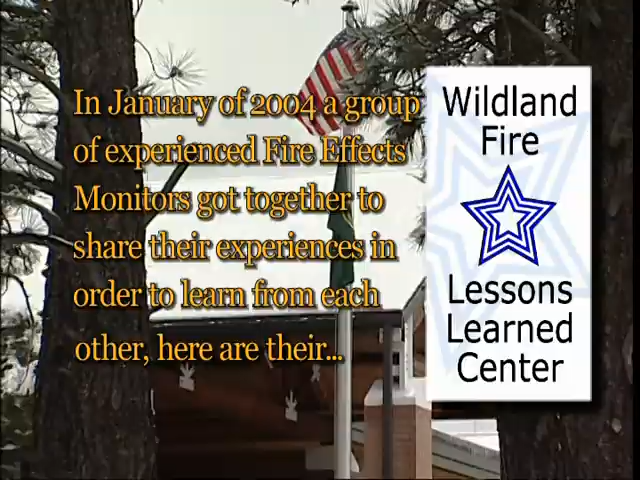 In January of 2004 a group
of experienced Fire Effects
Monitors got together to
share their experiences in
order to learn from each
other, here are their...
Wildland
Fire
Lessons
Learned
Center